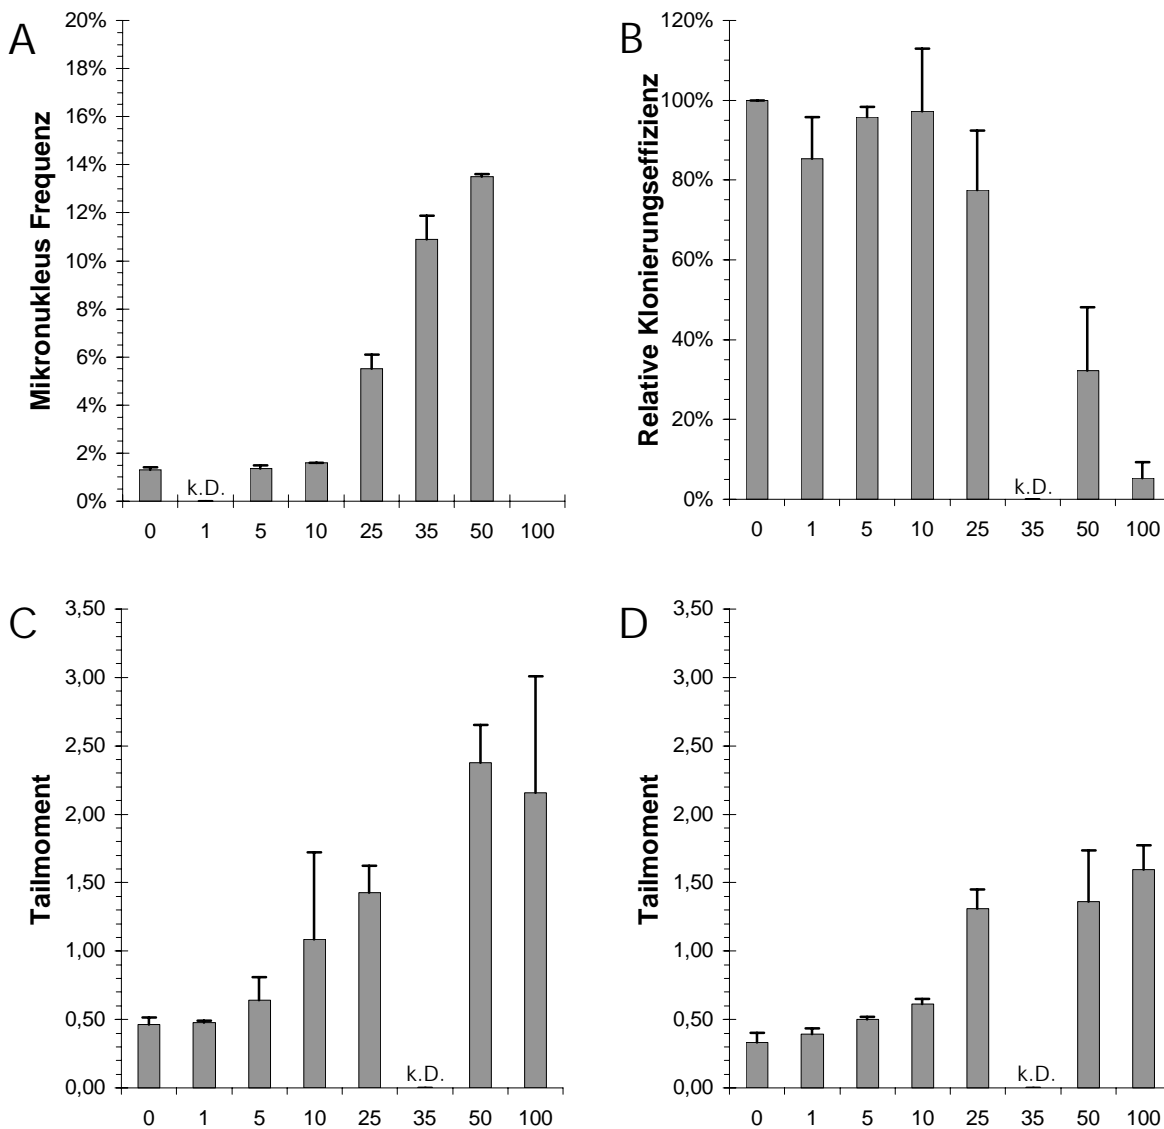 A
Mikronukleus Frequenz
20%
18%
16%
14%
12%
10%
8%
6%
4%
2%
0%
k.D.
0 1 5 10 25 35 50 100
B
Relative Klonierungseffizienz
120%
100%
80%
60%
40%
20%
0%
k.D.
0 1 5 10 25 35 50 100
C
Tailmoment
3,50
3,00
2,50
2,00
1,50
1,00
0,50
0,00
k.D.
0 1 5 10 25 35 50 100
D
Tailmoment
3,50
3,00
2,50
2,00
1,50
1,00
0,50
0,00
k.D.
0 1 5 10 25 35 50 100